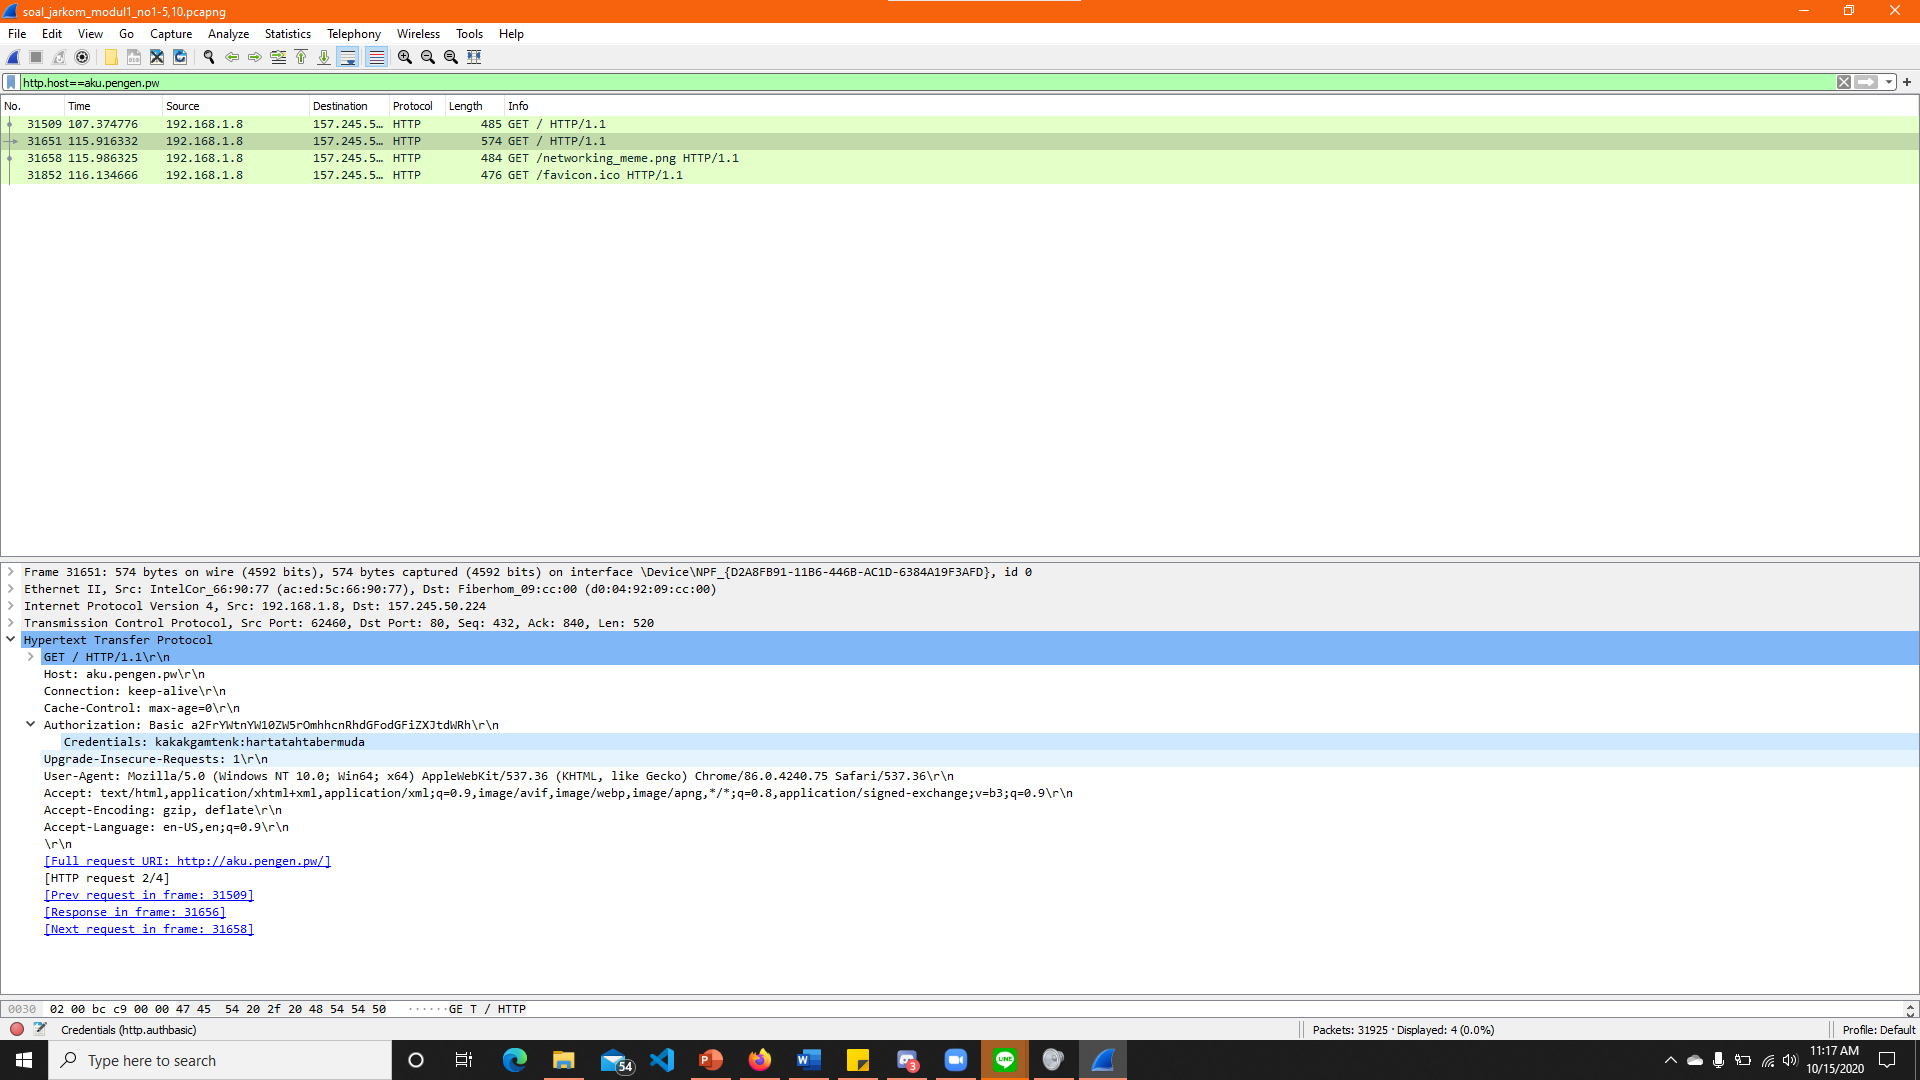 soal_jarkom_modul1_no1-5,10.pcapng
File Edit View Go Capture Analyze Statistics Telephony Wireless Tools Help
http.host==aku.pengen.pw
No. Time Source Destination Protocol Length Info
31509 107.374776 192.168.1.8 157.245.5… HTTP 485 GET / HTTP/1.1
31651 115.916332 192.168.1.8 157.245.5… HTTP 574 GET / HTTP/1.1
31658 115.986325 192.168.1.8 157.245.5… HTTP 484 GET /networking_meme.png HTTP/1.1
31852 116.134666 192.168.1.8 157.245.5… HTTP 476 GET /favicon.ico HTTP/1.1
Frame 31651: 574 bytes on wire (4592 bits), 574 bytes captured (4592 bits) on interface \Device\NPF_{D2A8FB91-11B6-446B-AC1D-6384A19F3AFD}, id 0
Ethernet II, Src: IntelCor_66:90:77 (ac:ed:5c:66:90:77), Dst: Fiberhom_09:cc:00 (d0:04:92:09:cc:00)
Internet Protocol Version 4, Src: 192.168.1.8, Dst: 157.245.50.224
Transmission Control Protocol, Src Port: 62460, Dst Port: 80, Seq: 432, Ack: 840, Len: 520
Hypertext Transfer Protocol
GET / HTTP/1.1\r\n
Host: aku.pengen.pw\r\n
Connection: keep-alive\r\n
Cache-Control: max-age=0\r\n
Authorization: Basic a2FrYWtnYW10ZW5rOmhhcnRhdGFodGFiZXJtdWRh\r\n
Credentials: kakakgamtenk:hartatahtabermuda
Upgrade-Insecure-Requests: 1\r\n
User-Agent: Mozilla/5.0 (Windows NT 10.0; Win64; x64) AppleWebKit/537.36 (KHTML, like Gecko) Chrome/86.0.4240.75 Safari/537.36\r\n
Accept: text/html,application/xhtml+xml,application/xml;q=0.9,image/avif,image/webp,image/apng,*/*;q=0.8,application/signed-exchange;v=b3;q=0.9\r\n
Accept-Encoding: gzip, deflate\r\n
Accept-Language: en-US,en;q=0.9\r\n
\r\n
[Full request URI: http://aku.pengen.pw/]
[HTTP request 2/4]
[Prev request in frame: 31509]
[Response in frame: 31656]
[Next request in frame: 31658]
0030 02 00 bc c9 00 00 47 45 54 20 2f 20 48 54 54 50 ······GE T / HTTP
Credentials (http.authbasic) Packets: 31925 · Displayed: 4 (0.0%) Profile: Default
Type here to search 54 3 LINE 11:17 AM
10/15/2020